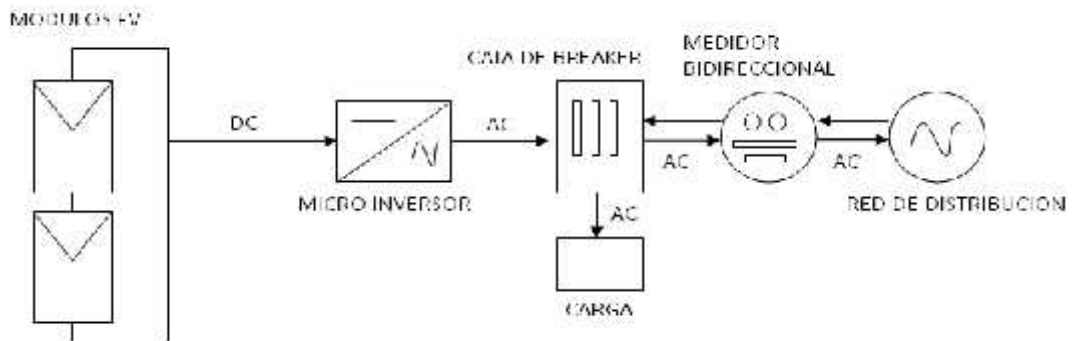 MODULOS FV
MEDIDOR
BIDIRECCIONAL
CAJA DE BREAKER
DC
AC
AC
AC
MICRO INVERSOR
RED DE DISTRIBUCION
AC
CARGA